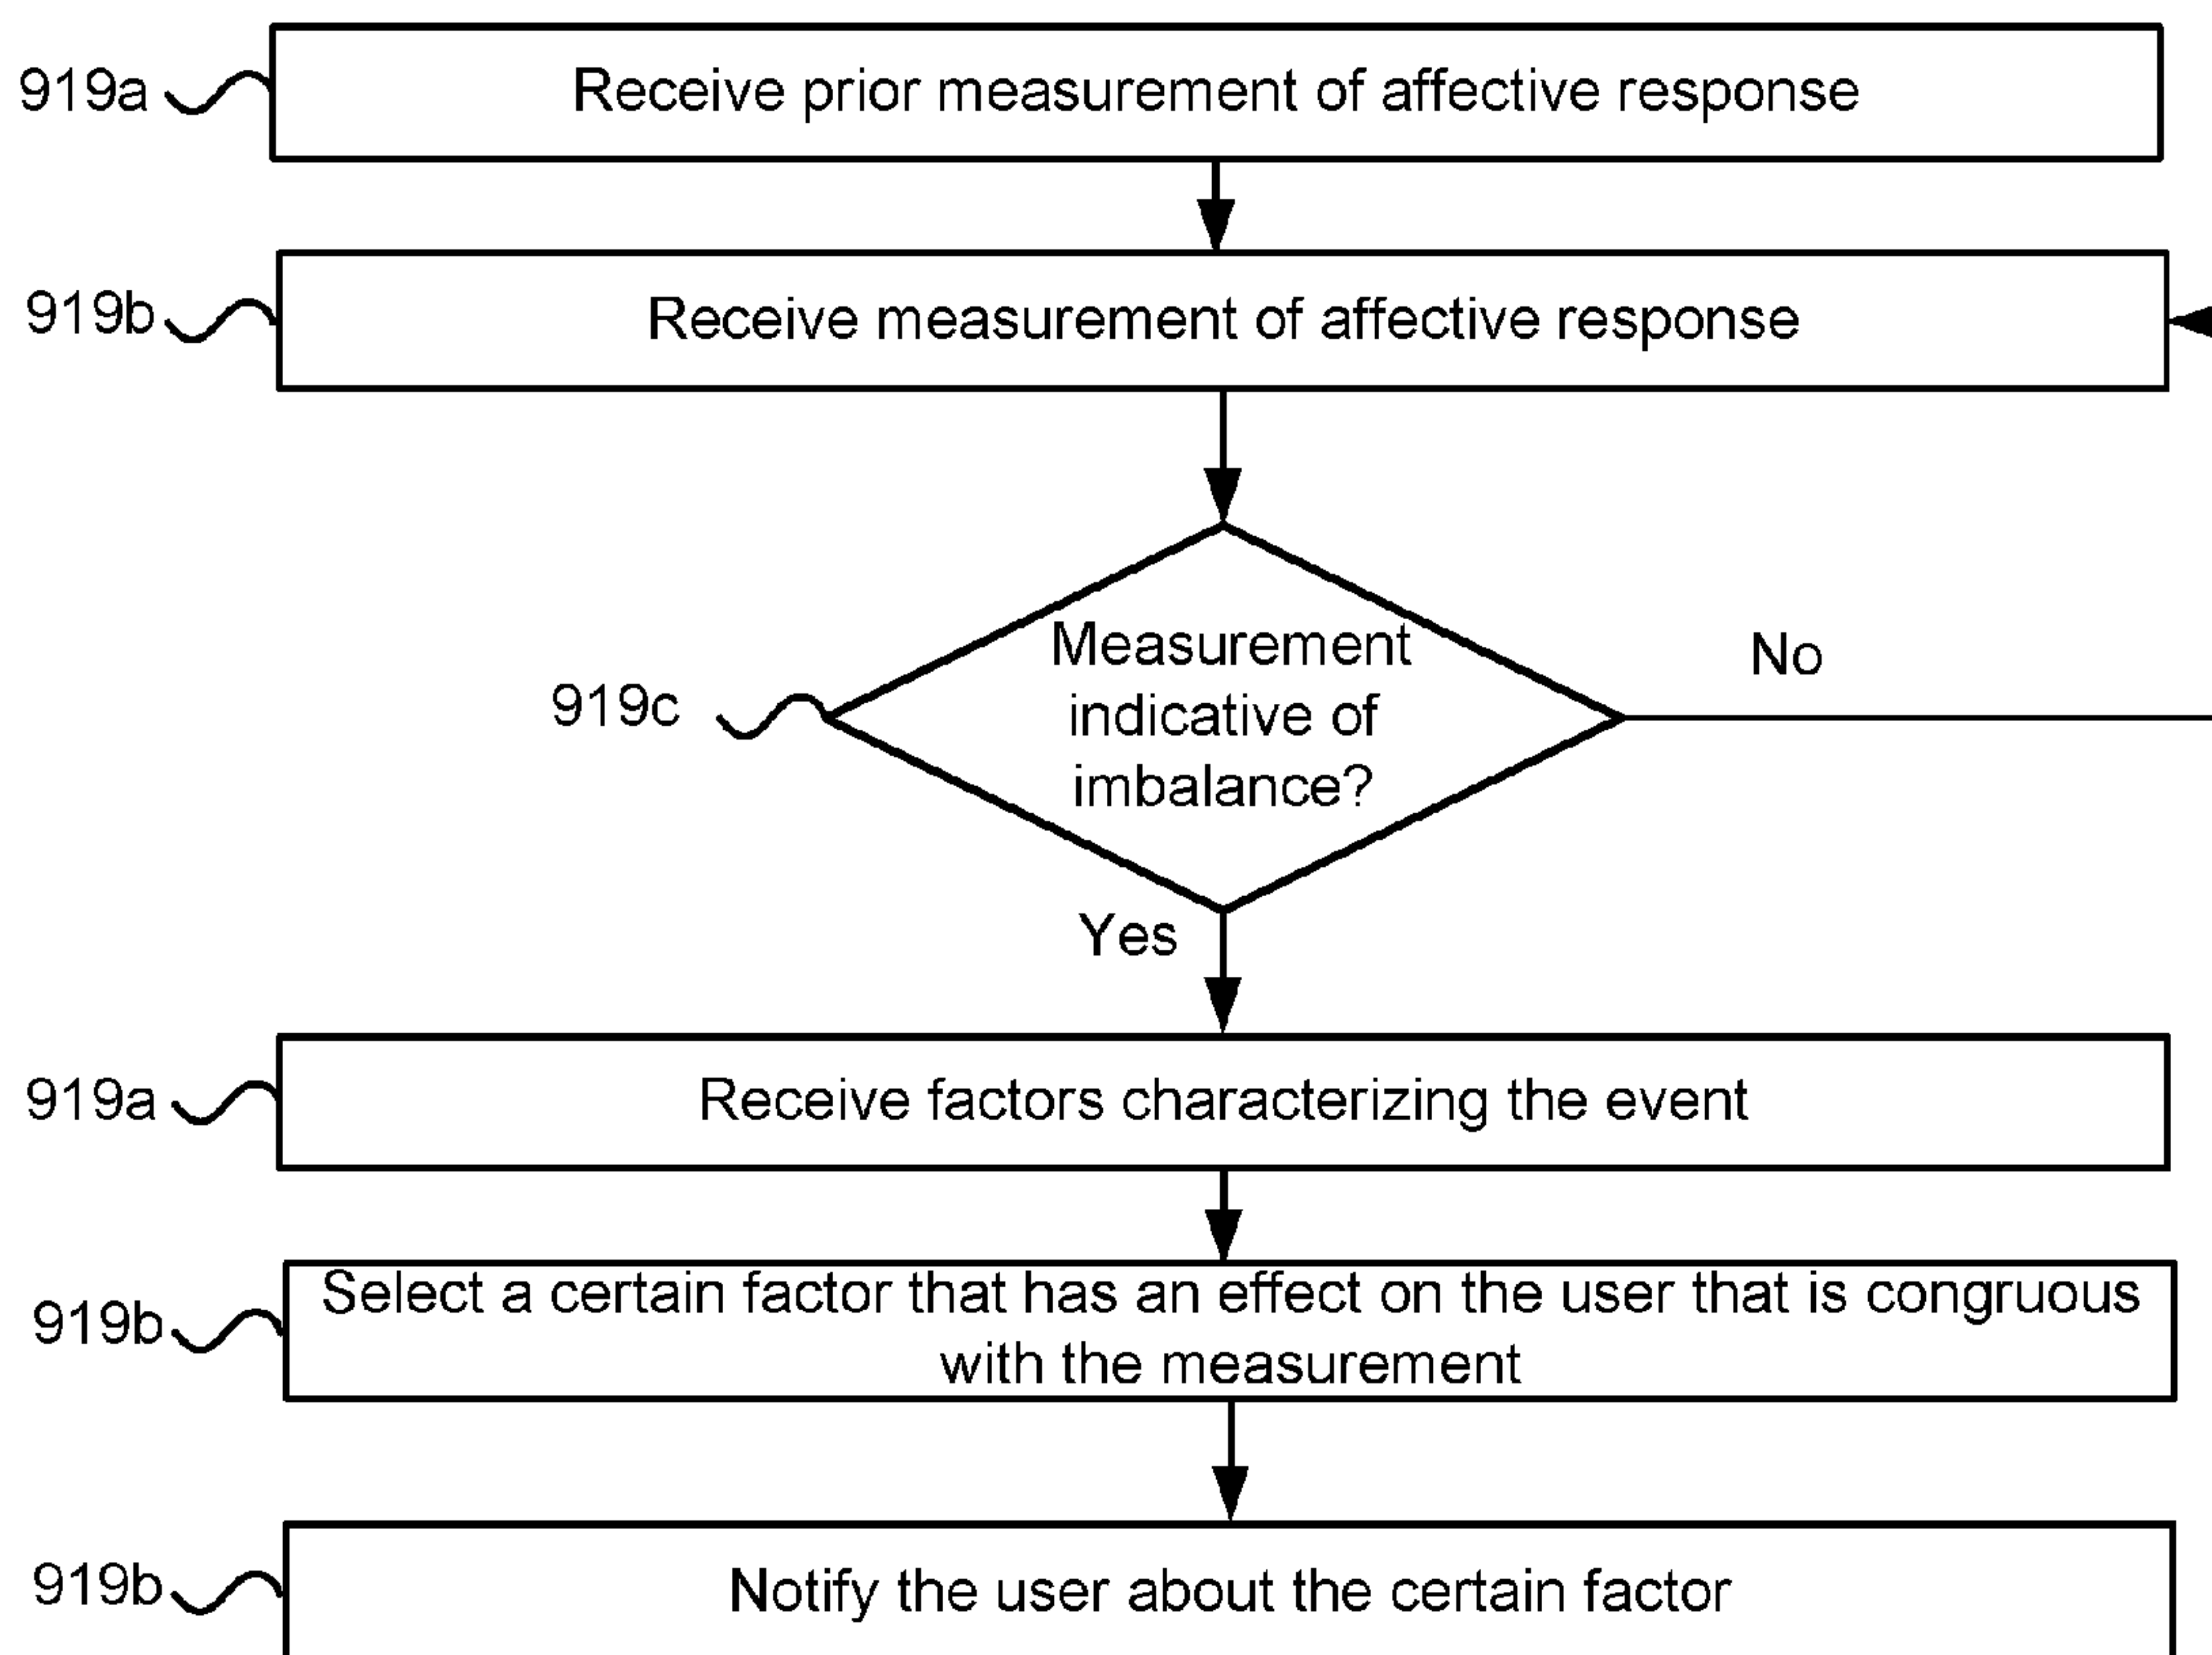 919a
Receive prior measurement of affective response
919b
Receive measurement of affective response
919c
Measurement
indicative of
imbalance?
No
Yes
919a
Receive factors characterizing the event
919b
Select a certain factor that has an effect on the user that is congruous
with the measurement
919b
Notify the user about the certain factor